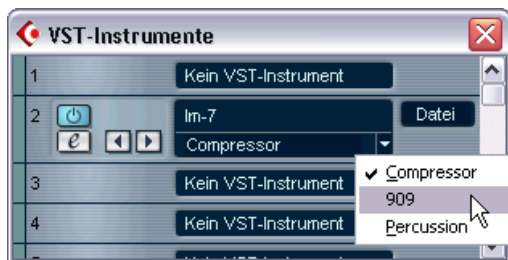 VST-Instrumente
1 Kein VST-Instrument
2 lm-7 Datei
e Compressor
Compressor
3 Kein VST-Instrument
909
4 Kein VST-Instrument
Percussion